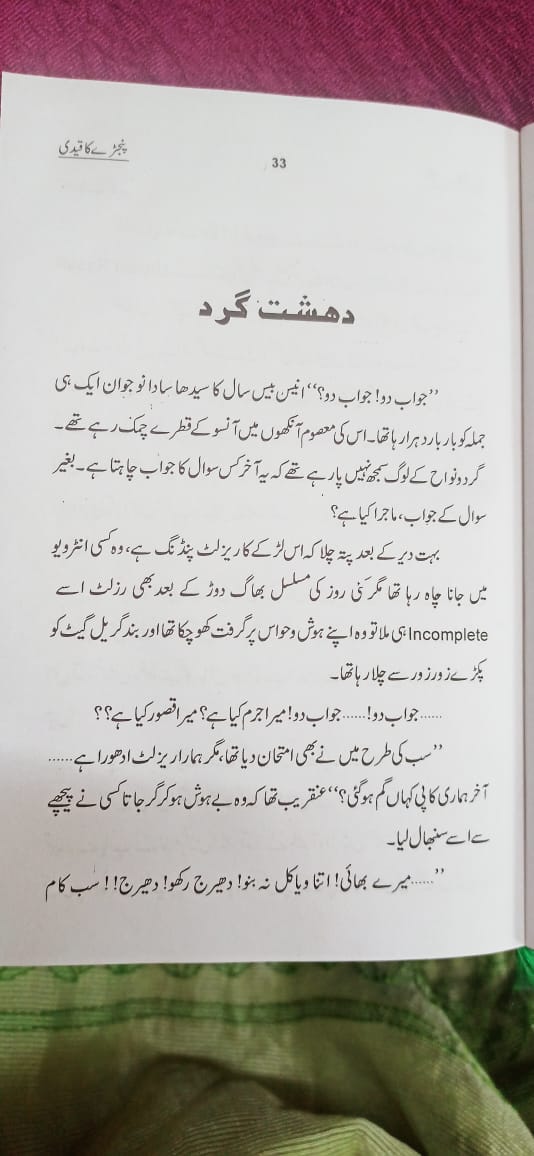 پنجرے کا قیدی
33
دهشت گرد
’’جواب دو! جواب دو؟‘‘ انیس بیس سال کا سیدھا سادا نوجوان ایک ہی
جملہ کو بار بار دہرا رہا تھا۔ اس کی معصوم آنکھوں میں آنسو کے قطرے چمک رہے تھے۔
گردونواح کے لوگ سمجھ نہیں پا رہے تھے کہ یہ آخر کس سوال کا جواب چاہتا ہے۔ بغیر
سوال کے جواب، ماجرا کیا ہے؟
بہت دیر کے بعد پتہ چلا کہ اس لڑکے کا ریزلٹ پنڈنگ ہے، وہ کسی انٹرویو
میں جانا چاہ رہا تھا مگر کئی روز کی مسلسل بھاگ دوڑ کے بعد بھی رزلٹ اسے
Incomplete ہی ملا تو وہ اپنے ہوش و حواس پر گرفت کھو چکا تھا اور بند گریل گیٹ کو
پکڑے زور زور سے چلا رہا تھا۔
......جواب دو!......جواب دو! میرا جرم کیا ہے؟ میرا قصور کیا ہے؟؟
’’سب کی طرح میں نے بھی امتحان دیا تھا، مگر ہمارا ریزلٹ ادھورا ہے......
آخر ہماری کاپی کہاں گم ہوگئی؟‘‘ عنقریب تھا کہ وہ بے ہوش ہوکر گر جاتا کسی نے پیچھے
سے اسے سنبھال لیا۔
’’......میرے بھائی! اتنا ویاکل نہ بنو! دھیرج رکھو! دھیرج!! سب کام